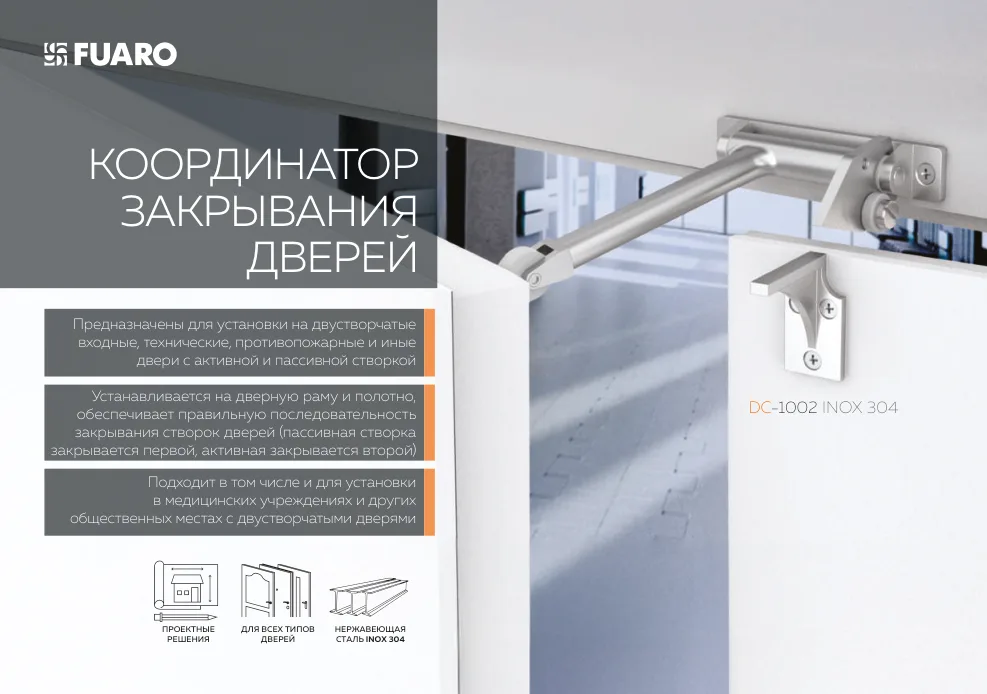 FUARO
КООРДИНАТОР
ЗАКРЫВАНИЯ
ДВЕРЕЙ
Предназначены для установки на двустворчатые
входные, технические, противопожарные и иные
двери с активной и пассивной створкой
Устанавливается на дверную раму и полотно,
обеспечивает правильную последовательность
закрывания створок дверей (пассивная створка
закрывается первой, активная закрывается второй)
Подходит в том числе и для установки
в медицинских учреждениях и других
общественных местах с двустворчатыми дверями
DC-1002 INOX 304
ПРОЕКТНЫЕ
РЕШЕНИЯ
ДЛЯ ВСЕХ ТИПОВ
ДВЕРЕЙ
НЕРЖАВЕЮЩАЯ
СТАЛЬ INOX 304